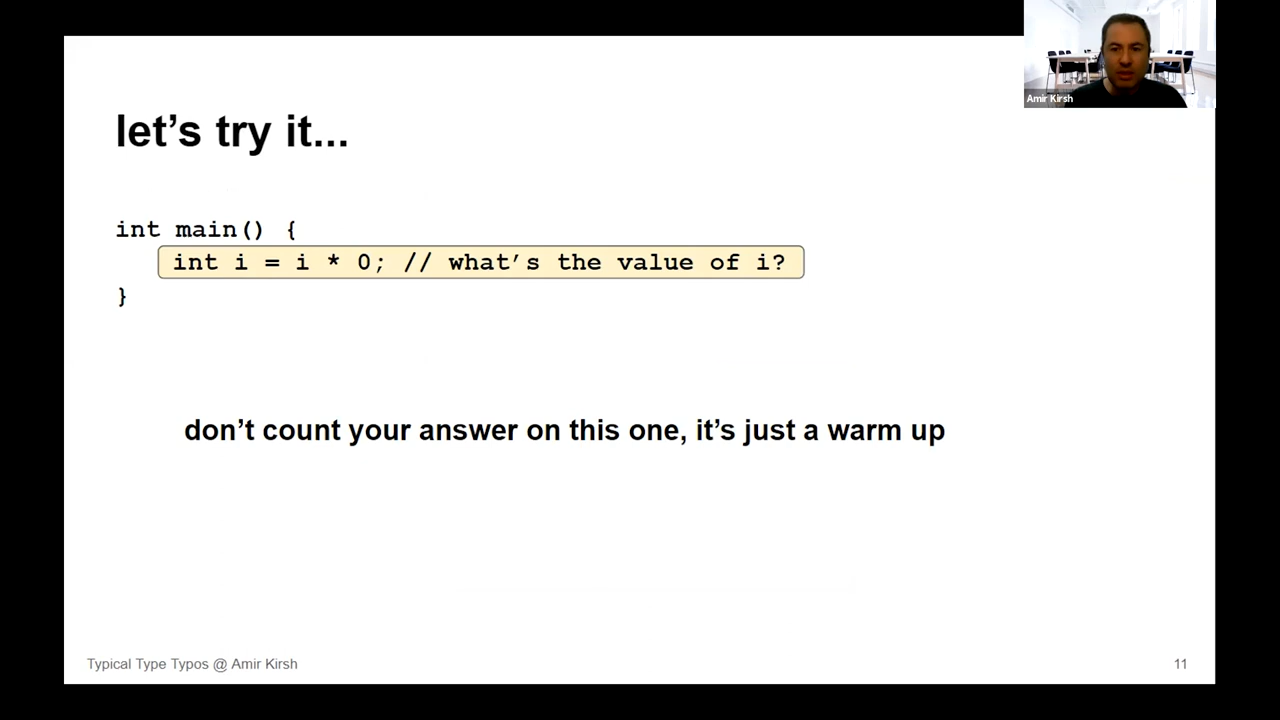 Amir Kirsh
let’s try it...
int main() {
int i = i * 0; // what’s the value of i?
}
don’t count your answer on this one, it’s just a warm up
Typical Type Typos @ Amir Kirsh
11